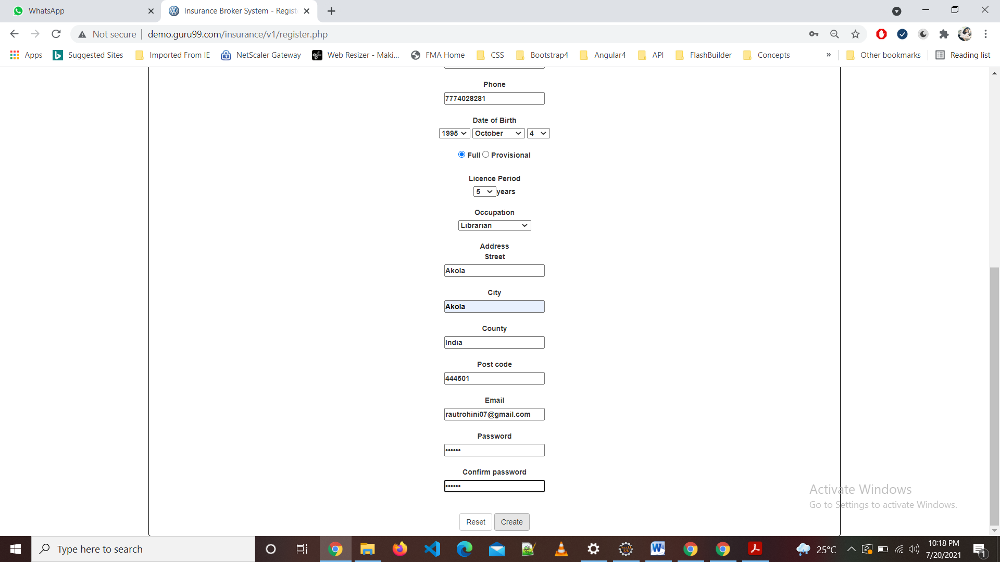 WhatsApp
Insurance Broker System - Regist
Not secure
demo.guru99.com/insurance/v1/register.php
Apps
Suggested Sites
Imported From IE
NetScaler Gateway
Web Resizer - Maki...
FMA Home
CSS
Bootstrap4
Angular4
API
FlashBuilder
Concepts
»
Other bookmarks
Reading list
Phone
7774028281
Date of Birth
1995 October 4
Full Provisional
Licence Period
5 years
Occupation
Librarian
Address
Street
Akola
City
Akola
County
India
Post code
444501
Email
rautrohini07@gmail.com
Password
••••••
Confirm password
••••••
Reset Create
Activate Windows
Go to Settings to activate Windows.
Type here to search
25°C
10:18 PM
7/20/2021
1